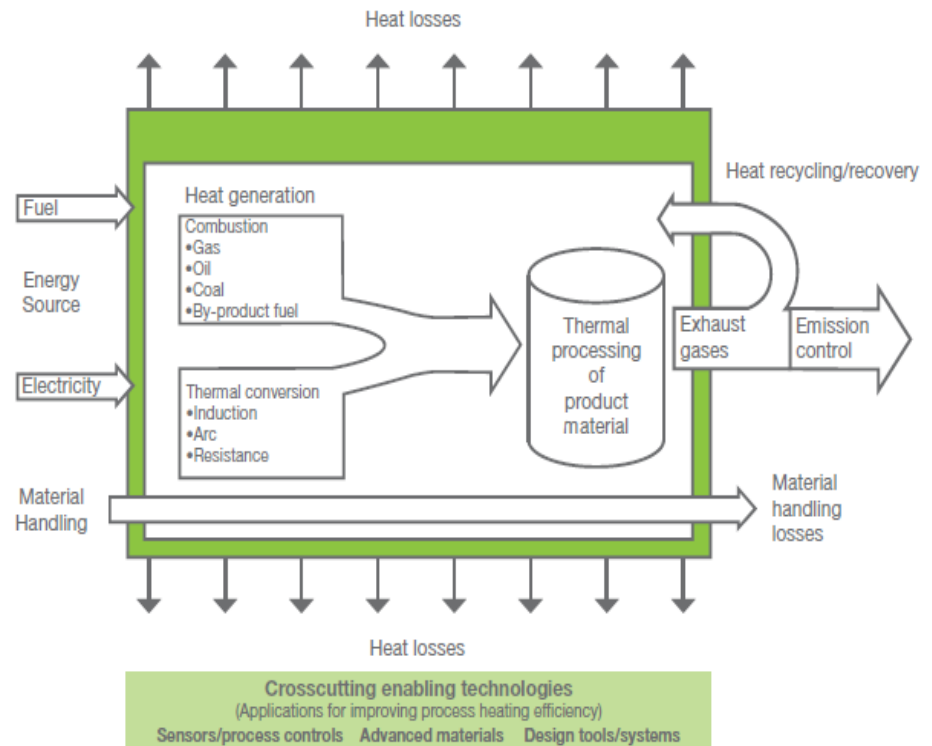 Heat losses
Heat recycling/recovery
Fuel
Energy
Source
Electricity
Material
Handling
Heat generation
Combustion
•Gas
•Oil
•Coal
•By-product fuel
Thermal conversion
•Induction
•Arc
•Resistance
Thermal
processing
of
product
material
Exhaust
gases
Emission
control
Material
handling
losses
Heat losses
Crosscutting enabling technologies
(Applications for improving process heating efficiency)
Sensors/process controls Advanced materials Design tools/systems